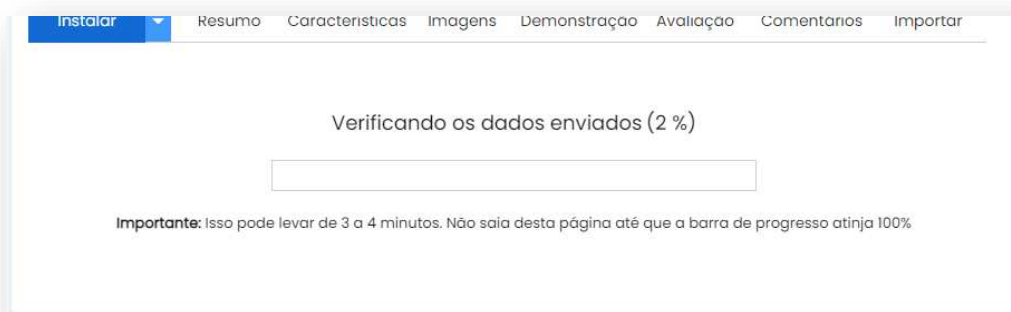 Instalar Resumo Características Imagens Demonstração Avaliação Comentários Importar
Verificando os dados enviados (2 %)
Importante: Isso pode levar de 3 a 4 minutos. Não saia desta página até que a barra de progresso atinja 100%